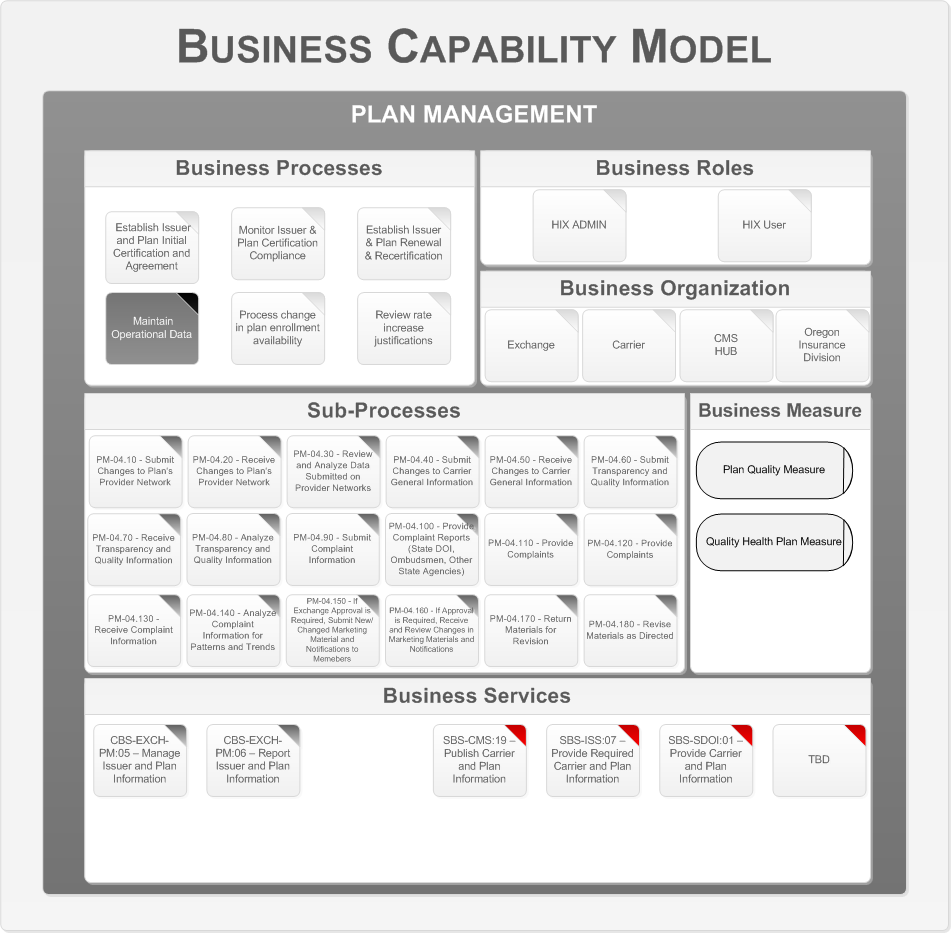 BUSINESS CAPABILITY MODEL
PLAN MANAGEMENT
Business Processes
Establish Issuer
and Plan Initial
Certification and
Agreement
Monitor Issuer &
Plan Certification
Compliance
Establish Issuer
& Plan Renewal
& Recertification
Maintain
Operational Data
Process change
in plan enrollment
availability
Review rate
increase
justifications
Business Roles
HIX ADMIN
HIX User
Business Organization
Exchange
Carrier
CMS
HUB
Oregon
Insurance
Division
Sub-Processes
PM-04.10 - Submit
Changes to Plan's
Provider Network
PM-04.20 - Receive
Changes to Plan's
Provider Network
PM-04.30 - Review
and Analyze Data
Submitted on
Provider Networks
PM-04.40 - Submit
Changes to Carrier
General Information
PM-04.50 - Receive
Changes to Carrier
General Information
PM-04.60 - Submit
Transparency and
Quality Information
PM-04.70 - Receive
Transparency and
Quality Information
PM-04.80 - Analyze
Transparency and
Quality Information
PM-04.90 - Submit
Complaint
Information
PM-04.100 - Provide
Complaint Reports
(State DOI,
Ombudsmen, Other
State Agencies)
PM-04.110 - Provide
Complaints
PM-04.120 - Provide
Complaints
PM-04.130 -
Receive Complaint
Information
PM-04.140 - Analyze
Complaint
Information for
Patterns and Trends
PM-04.150 - If
Exchange Approval is
Required, Submit New/
Changed Marketing
Material and
Notifications to
Memebers
PM-04.160 - If Approval
is Required, Receive
and Review Changes in
Marketing Materials and
Notifications
PM-04.170 - Return
Materials for
Revision
PM-04.180 - Revise
Materials as Directed
Business Measure
Plan Quality Measure
Quality Health Plan Measure
Business Services
CBS-EXCH-
PM:05 – Manage
Issuer and Plan
Information
CBS-EXCH-
PM:06 – Report
Issuer and Plan
Information
SBS-CMS:19 –
Publish Carrier
and Plan
Information
SBS-ISS:07 –
Provide Required
Carrier and Plan
Information
SBS-SDOI:01 –
Provide Carrier
and Plan
Information
TBD